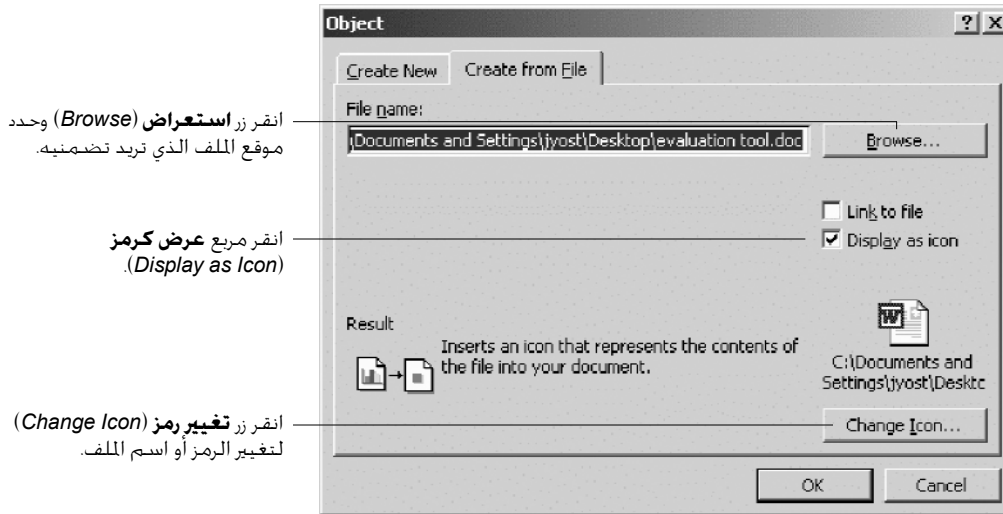 Object
Create New
Create from File
File name:
انقر زر استعراض (Browse) وحدد
موقع الملف الذي تريد تضمنيه.
\Documents and Settings\jyost\Desktop\evaluation tool.doc
Browse...
Link to file
انقر مربع عرض كرمز
(Display as Icon).
Display as icon
Result
Inserts an icon that represents the contents of
the file into your document.
C:\Documents and
Settings\jyost\Deskto
انقر زر تغيير رمز (Change Icon)
لتغيير الرمز أو اسم الملف.
Change Icon...
OK
Cancel